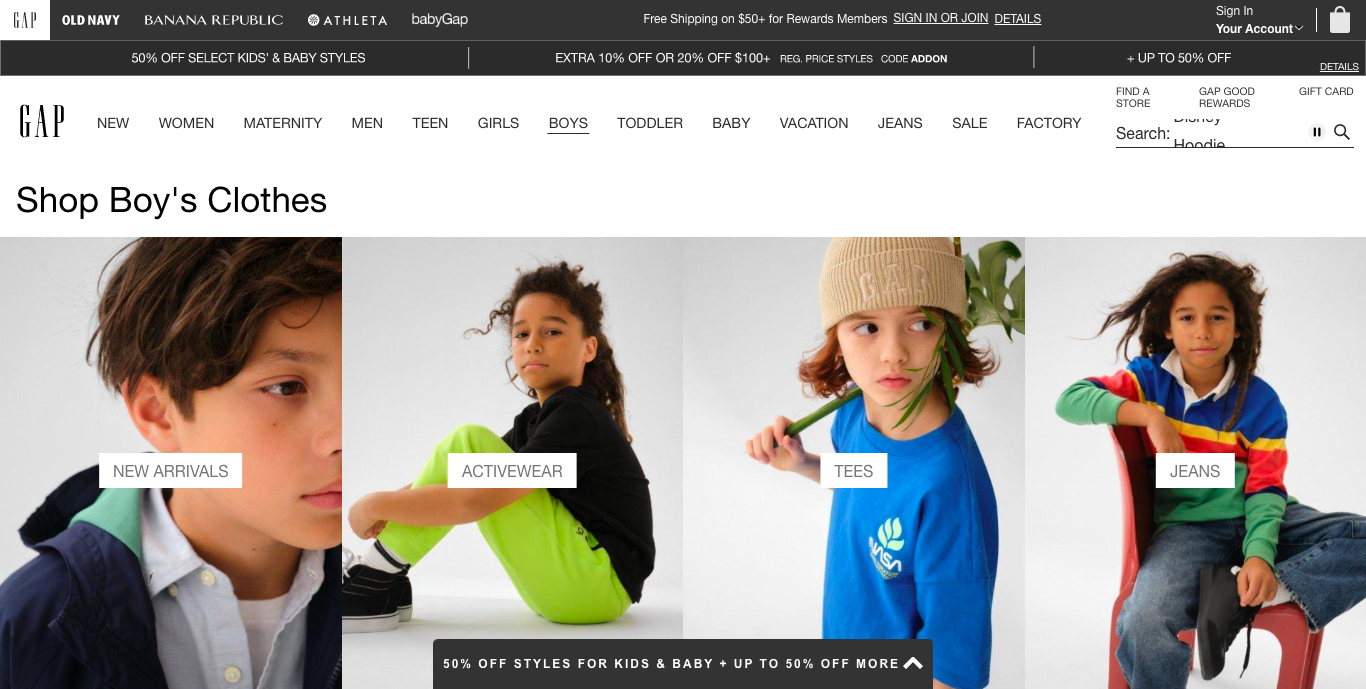 GAP
OLD NAVY
BANANA REPUBLIC
ATHLETA
babyGap
Free Shipping on $50+ for Rewards Members SIGN IN OR JOIN DETAILS
Sign In
Your Account
50% OFF SELECT KIDS' & BABY STYLES
EXTRA 10% OFF OR 20% OFF $100+ REG. PRICE STYLES CODE ADDON
+ UP TO 50% OFF
DETAILS
FIND A STORE
GAP GOOD REWARDS
GIFT CARD
GAP
NEW WOMEN MATERNITY MEN TEEN GIRLS BOYS TODDLER BABY VACATION JEANS SALE FACTORY
Search: Disney
Hoodie
Shop Boy's Clothes
GAP
NEW ARRIVALS
ACTIVEWEAR
TEES
JEANS
NASA
50% OFF STYLES FOR KIDS & BABY + UP TO 50% OFF MORE